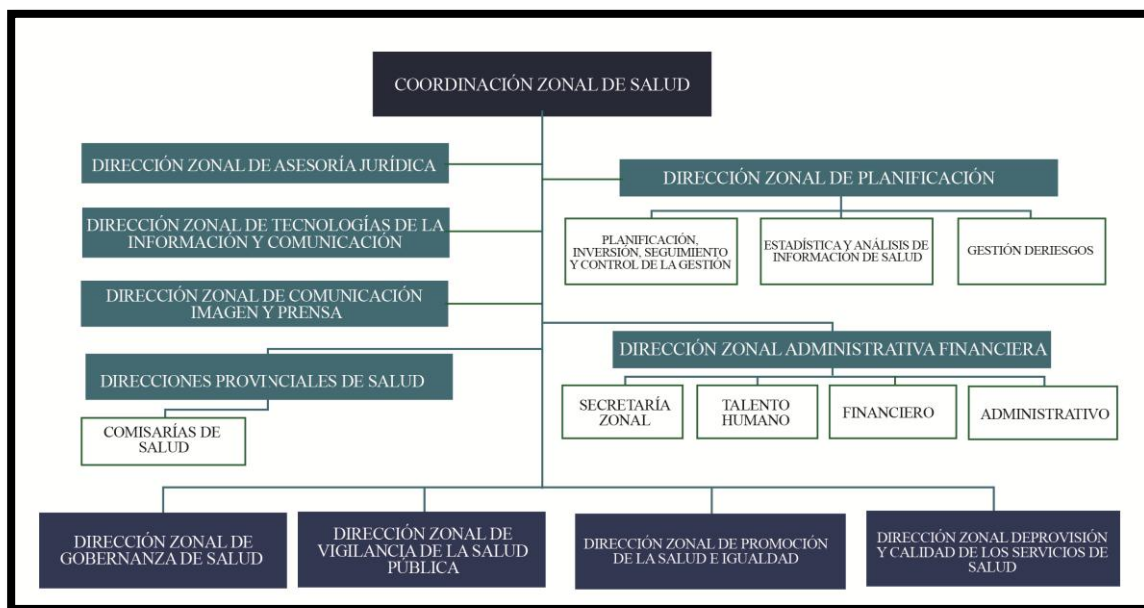 COORDINACIÓN ZONAL DE SALUD
DIRECCIÓN ZONAL DE ASESORÍA JURÍDICA
DIRECCIÓN ZONAL DE PLANIFICACIÓN
DIRECCIÓN ZONAL DE TECNOLOGÍAS DE LA
INFORMACIÓN Y COMUNICACIÓN
PLANIFICACIÓN,
INVERSIÓN, SEGUIMIENTO
Y CONTROL DE LA GESTIÓN
ESTADÍSTICA Y ANÁLISIS DE
INFORMACIÓN DE SALUD
GESTIÓN DERIESGOS
DIRECCIÓN ZONAL DE COMUNICACIÓN
IMAGEN Y PRENSA
DIRECCIÓN ZONAL ADMINISTRATIVA FINANCIERA
DIRECCIONES PROVINCIALES DE SALUD
SECRETARÍA
ZONAL
TALENTO
HUMANO
FINANCIERO
ADMINISTRATIVO
COMISARÍAS DE
SALUD
DIRECCIÓN ZONAL DE
GOBERNANZA DE SALUD
DIRECCIÓN ZONAL DE
VIGILANCIA DE LA SALUD
PÚBLICA
DIRECCIÓN ZONAL DE PROMOCIÓN
DE LA SALUD E IGUALDAD
DIRECCIÓN ZONAL DEPROVISIÓN
Y CALIDAD DE LOS SERVICIOS DE
SALUD